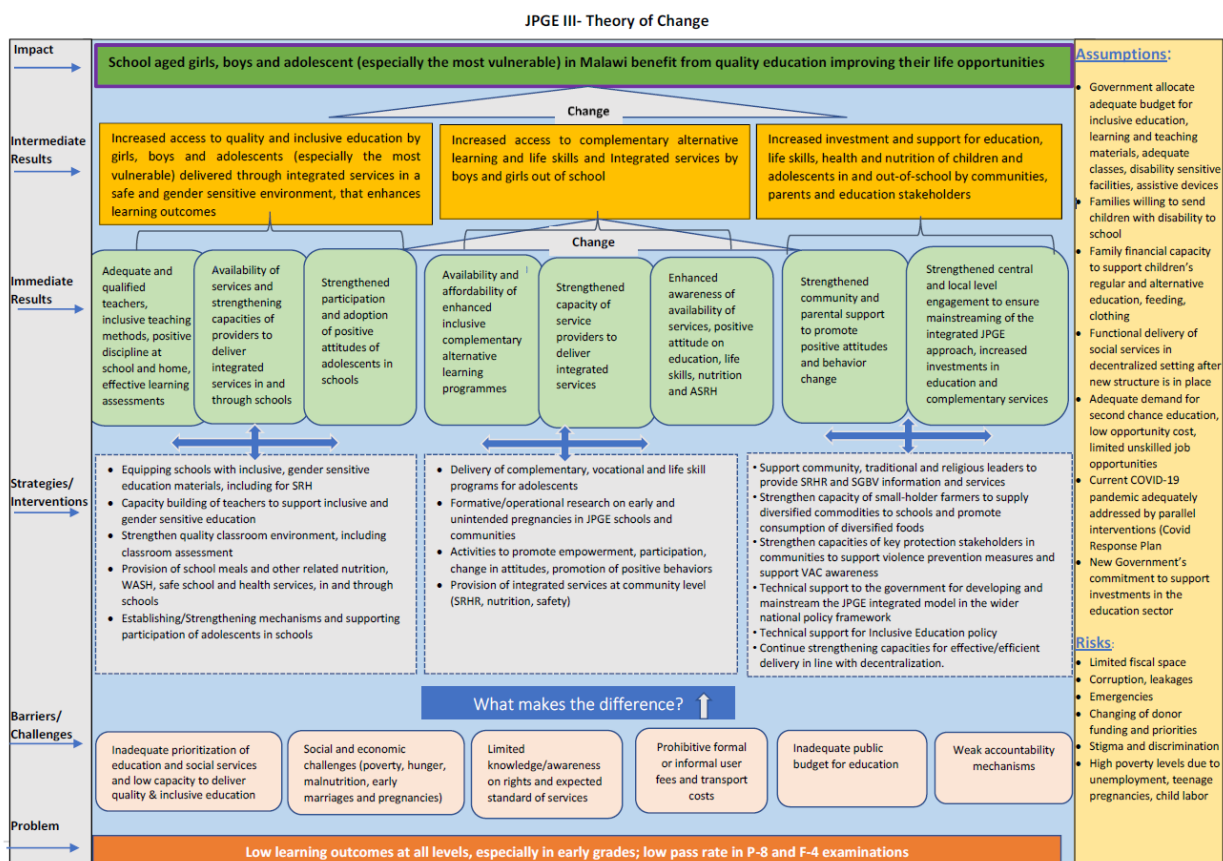 JPGE III- Theory of Change
Impact
School aged girls, boys and adolescent (especially the most vulnerable) in Malawi benefit from quality education improving their life opportunities
Change
Intermediate
Results
Increased access to quality and inclusive education by
girls, boys and adolescents (especially the most
vulnerable) delivered through integrated services in a
safe and gender sensitive environment, that enhances
learning outcomes
Increased access to complementary alternative
learning and life skills and Integrated services by
boys and girls out of school
Increased investment and support for education,
life skills, health and nutrition of children and
adolescents in and out-of-school by communities,
parents and education stakeholders
Change
Immediate
Results
Adequate and
qualified
teachers,
inclusive teaching
methods, positive
discipline at
school and home,
effective learning
assessments
Availability of
services and
strengthening
capacities of
providers to
deliver
integrated
services in and
through schools
Strengthened
participation
and adoption of
positive
attitudes of
adolescents in
schools
Availability and
affordability of
enhanced
inclusive
complementary
alternative
learning
programmes
Strengthened
capacity of
service
providers to
deliver
integrated
services
Enhanced
awareness of
availability of
services, positive
attitude on
education, life
skills, nutrition
and ASRH
Strengthened
community and
parental support
to promote
positive attitudes
and behavior
change
Strengthened central
and local level
engagement to ensure
mainstreaming of the
integrated JPGE
approach, increased
investments in
education and
complementary services
Strategies/
Interventions
• Equipping schools with inclusive, gender sensitive
education materials, including for SRH
• Capacity building of teachers to support inclusive and
gender sensitive education
• Strengthen quality classroom environment, including
classroom assessment
• Provision of school meals and other related nutrition,
WASH, safe school and health services, in and through
schools
• Establishing/Strengthening mechanisms and supporting
participation of adolescents in schools
• Delivery of complementary, vocational and life skill
programs for adolescents
• Formative/operational research on early and
unintended pregnancies in JPGE schools and
communities
• Activities to promote empowerment, participation,
change in attitudes, promotion of positive behaviors
• Provision of integrated services at community level
(SRHR, nutrition, safety)
• Support community, traditional and religious leaders to
provide SRHR and SGBV information and services
• Strengthen capacity of small-holder farmers to supply
diversified commodities to schools and promote
consumption of diversified foods
• Strengthen capacities of key protection stakeholders in
communities to support violence prevention measures and
support VAC awareness
• Technical support to the government for developing and
mainstream the JPGE integrated model in the wider
national policy framework
• Technical support for Inclusive Education policy
• Continue strengthening capacities for effective/efficient
delivery in line with decentralization.
What makes the difference?
Barriers/
Challenges
Inadequate prioritization of
education and social services
and low capacity to deliver
quality & inclusive education
Social and economic
challenges (poverty, hunger,
malnutrition, early
marriages and pregnancies)
Limited
knowledge/awareness
on rights and expected
standard of services
Prohibitive formal
or informal user
fees and transport
costs
Inadequate public
budget for education
Weak accountability
mechanisms
Problem
Low learning outcomes at all levels, especially in early grades; low pass rate in P-8 and F-4 examinations
Assumptions:
• Government allocate
adequate budget for
inclusive education,
learning and teaching
materials, adequate
classes, disability sensitive
facilities, assistive devices
• Families willing to send
children with disability to
school
• Family financial capacity
to support children's
regular and alternative
education, feeding,
clothing
• Functional delivery of
social services in
decentralized setting after
new structure is in place
• Adequate demand for
second chance education,
low opportunity cost,
limited unskilled job
opportunities
• Current COVID-19
pandemic adequately
addressed by parallel
interventions (Covid
Response Plan
• New Government's
commitment to support
investments in the
education sector
Risks:
• Limited fiscal space
• Corruption, leakages
• Emergencies
• Changing of donor
funding and priorities
• Stigma and discrimination
• High poverty levels due to
unemployment, teenage
pregnancies, child labor